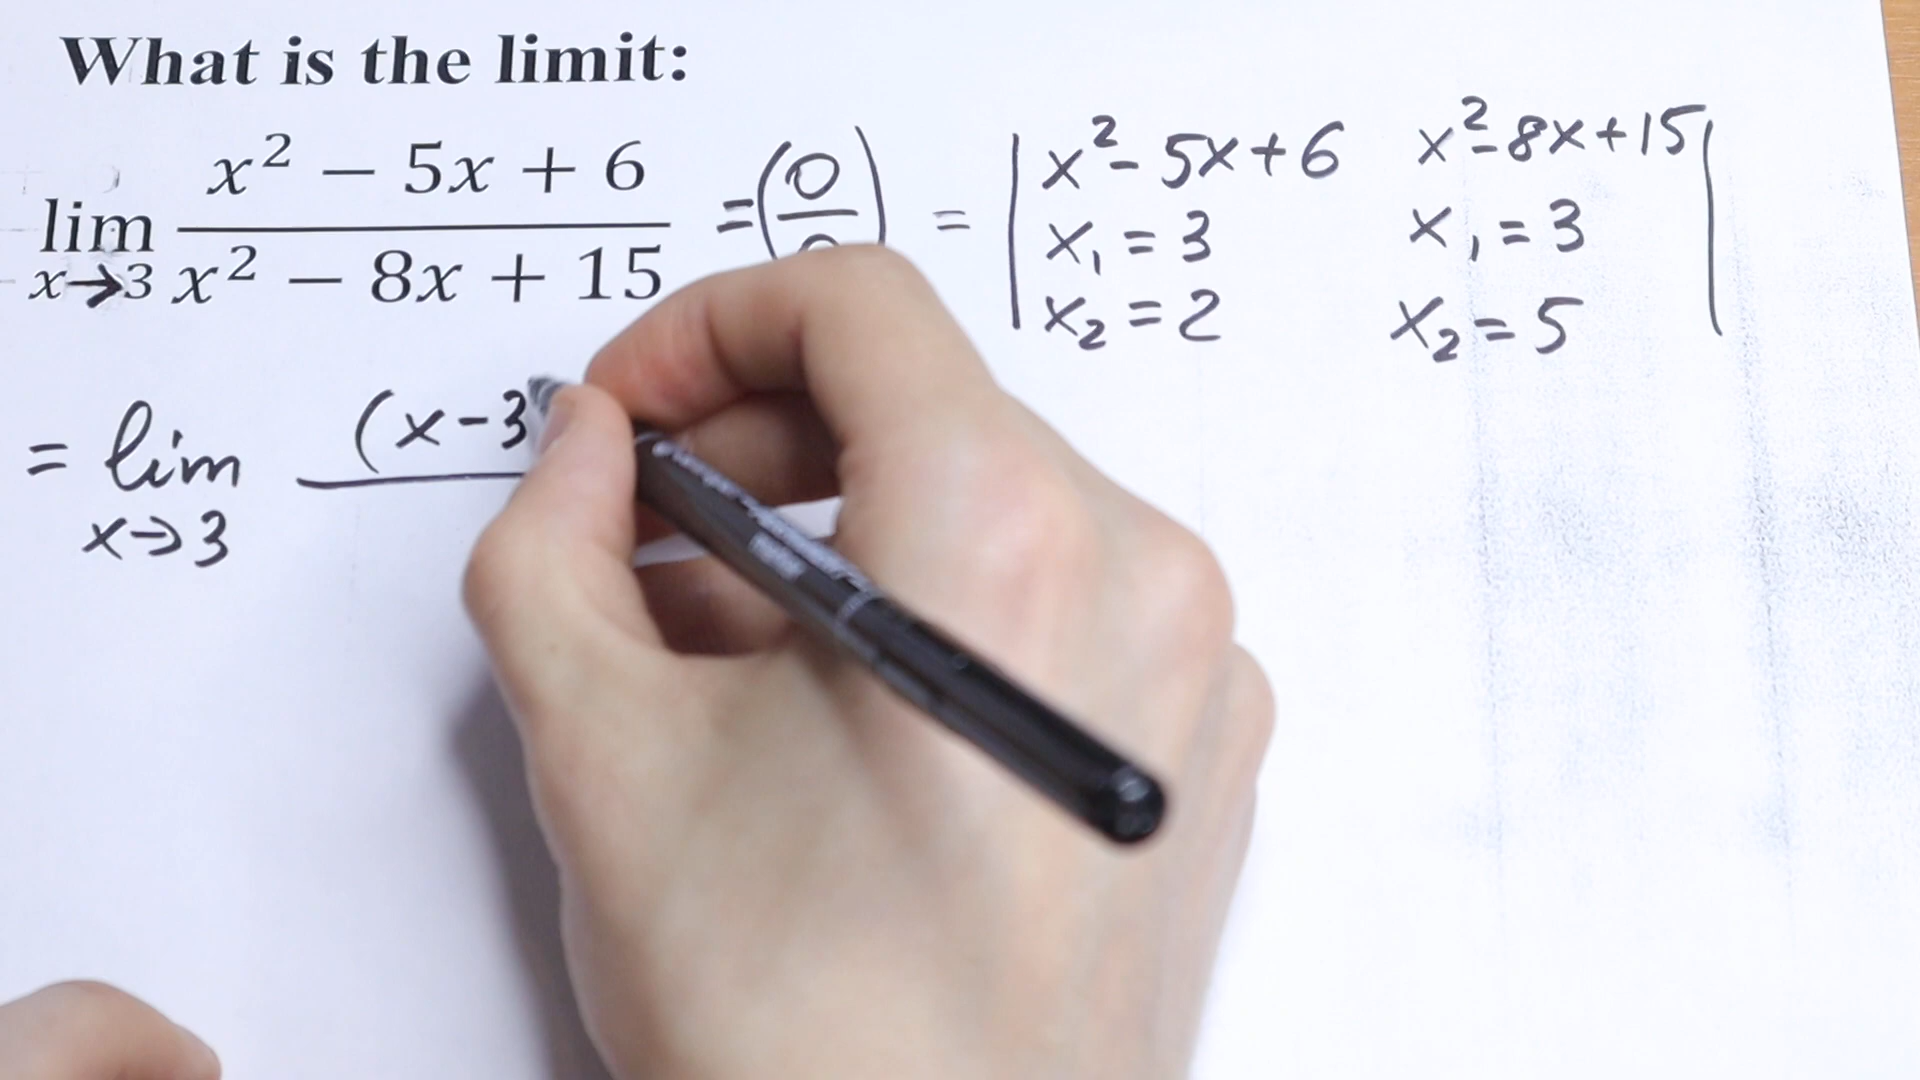 What is the limit:
lim x→3 x² − 5x + 6 / x² − 8x + 15 = (0/0) = | x² - 5x + 6 x² - 8x + 15 |
x₁ = 3 x₁ = 3
x₂ = 2 x₂ = 5
= lim x→3 (x - 3